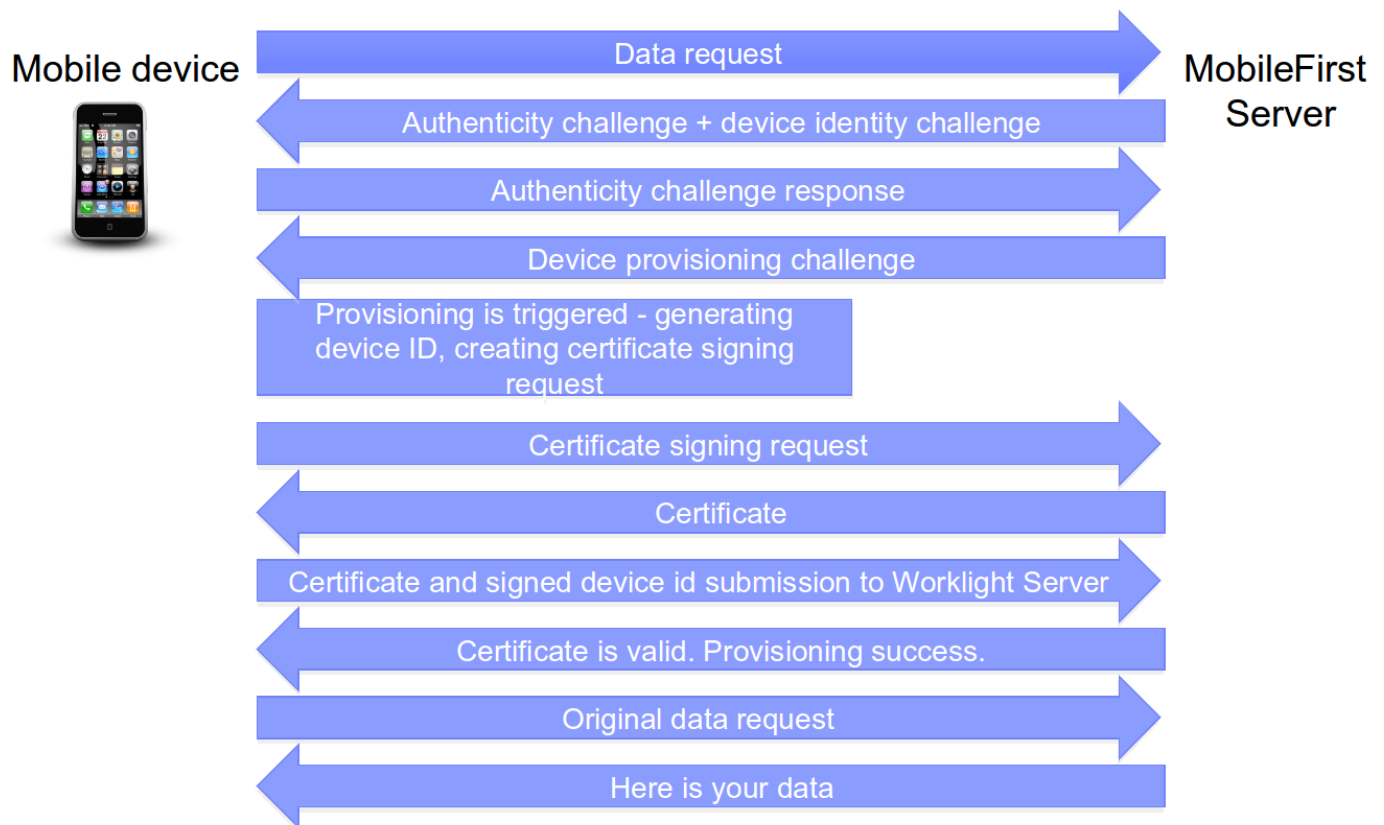 Data request
Mobile device
MobileFirst
Server
Authenticity challenge + device identity challenge
Authenticity challenge response
Device provisioning challenge
Provisioning is triggered - generating
device ID, creating certificate signing
request
Certificate signing request
Certificate
Certificate and signed device id submission to Worklight Server
Certificate is valid. Provisioning success.
Original data request
Here is your data